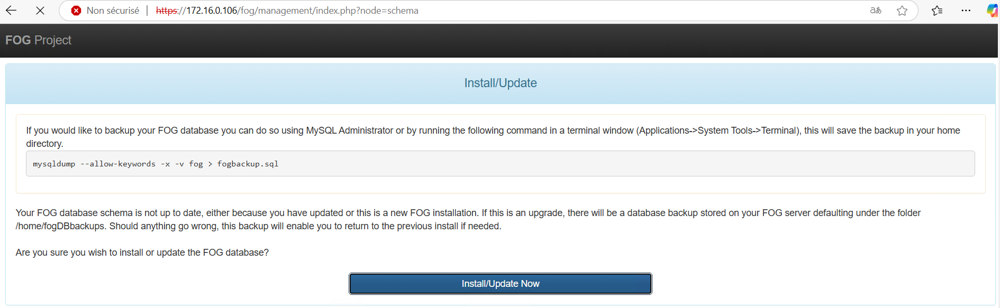 Non sécurisé | https://172.16.0.106/fog/management/index.php?node=schema aあ
FOG Project
Install/Update
If you would like to backup your FOG database you can do so using MySQL Administrator or by running the following command in a terminal window (Applications->System Tools->Terminal), this will save the backup in your home
directory.
mysqldump --allow-keywords -x -v fog > fogbackup.sql
Your FOG database schema is not up to date, either because you have updated or this is a new FOG installation. If this is an upgrade, there will be a database backup stored on your FOG server defaulting under the folder
/home/fogDBbackups. Should anything go wrong, this backup will enable you to return to the previous install if needed.
Are you sure you wish to install or update the FOG database?
Install/Update Now